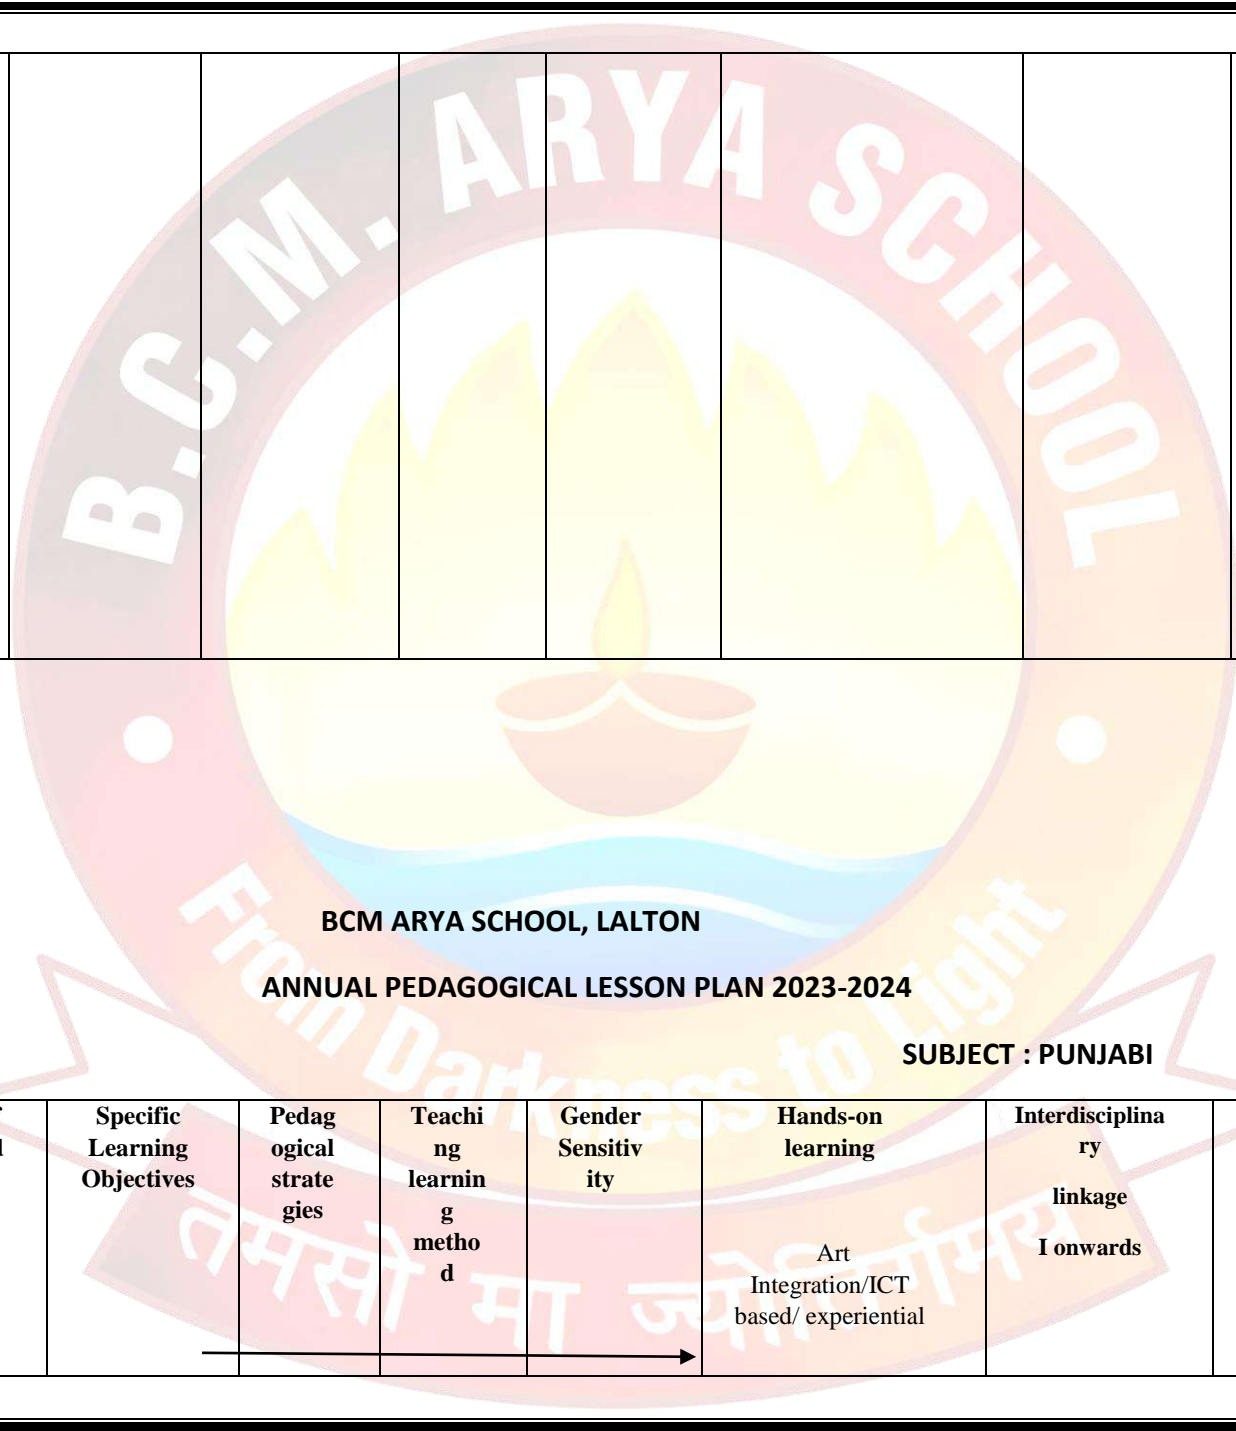 B.C.M. ARYA SCHOOL
BCM ARYA SCHOOL, LALTON
ANNUAL PEDAGOGICAL LESSON PLAN 2023-2024
SUBJECT : PUNJABI
Specific
Learning
Objectives
Pedag
ogical
strate
gies
Teachi
ng
learnin
g
metho
d
Gender
Sensitiv
ity
Hands-on
learning
Art
Integration/ICT
based/ experiential
Interdisciplina
ry
linkage
I onwards
From Darkness to Light
तमसो मा ज्योतिर्गमय